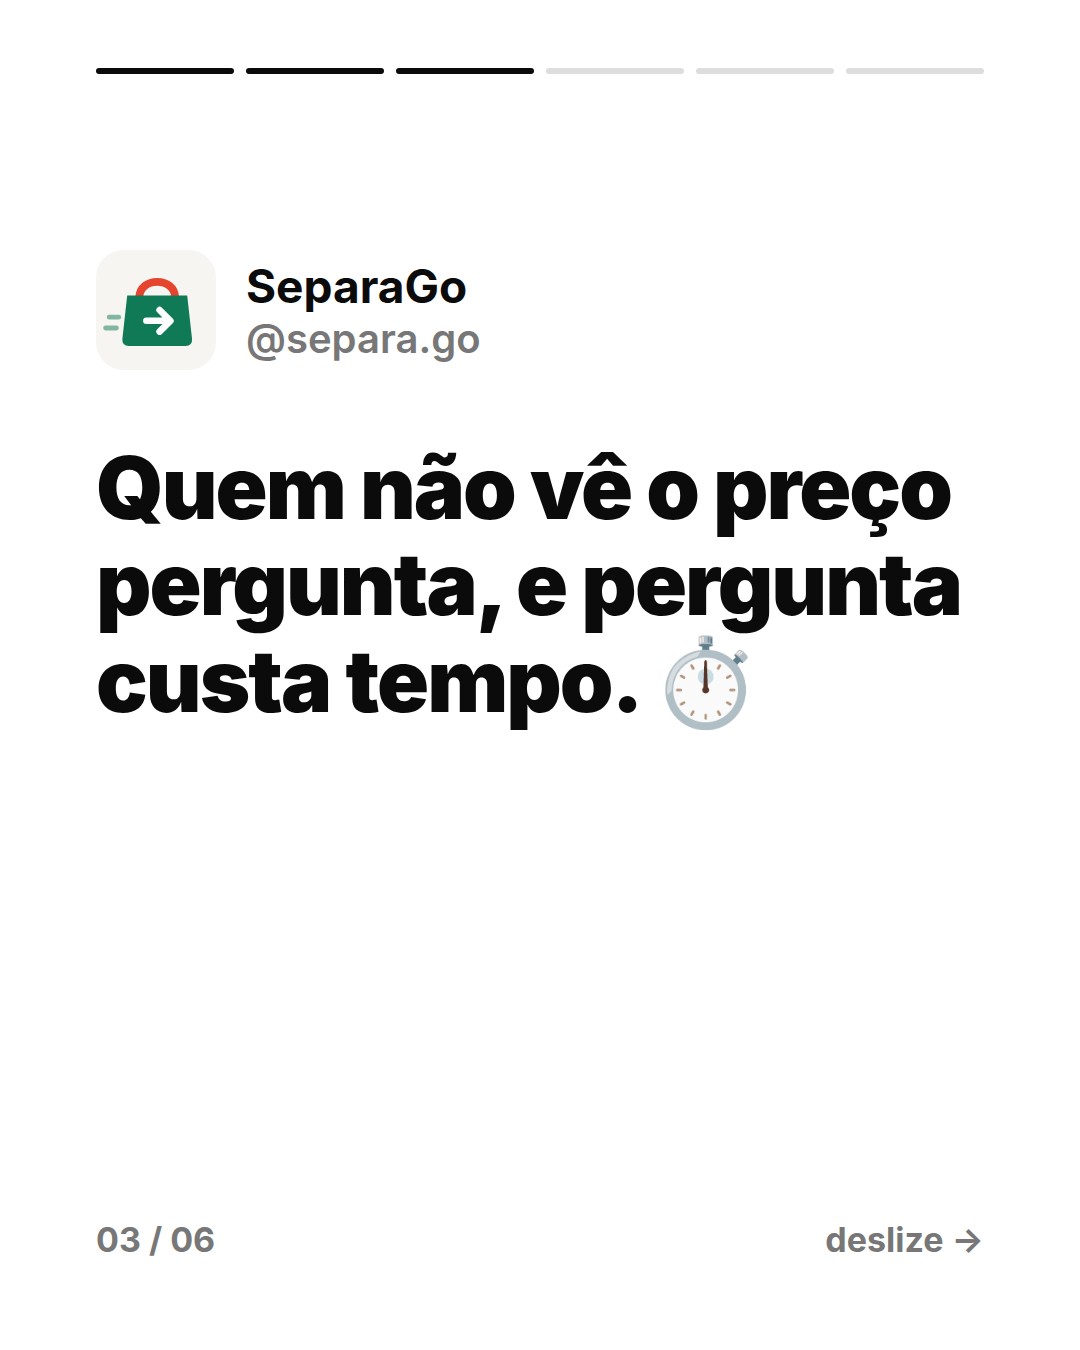 SeparaGo
@separa.go
Quem não vê o preço
pergunta, e pergunta
custa tempo. ⏱️
03 / 06
deslize →